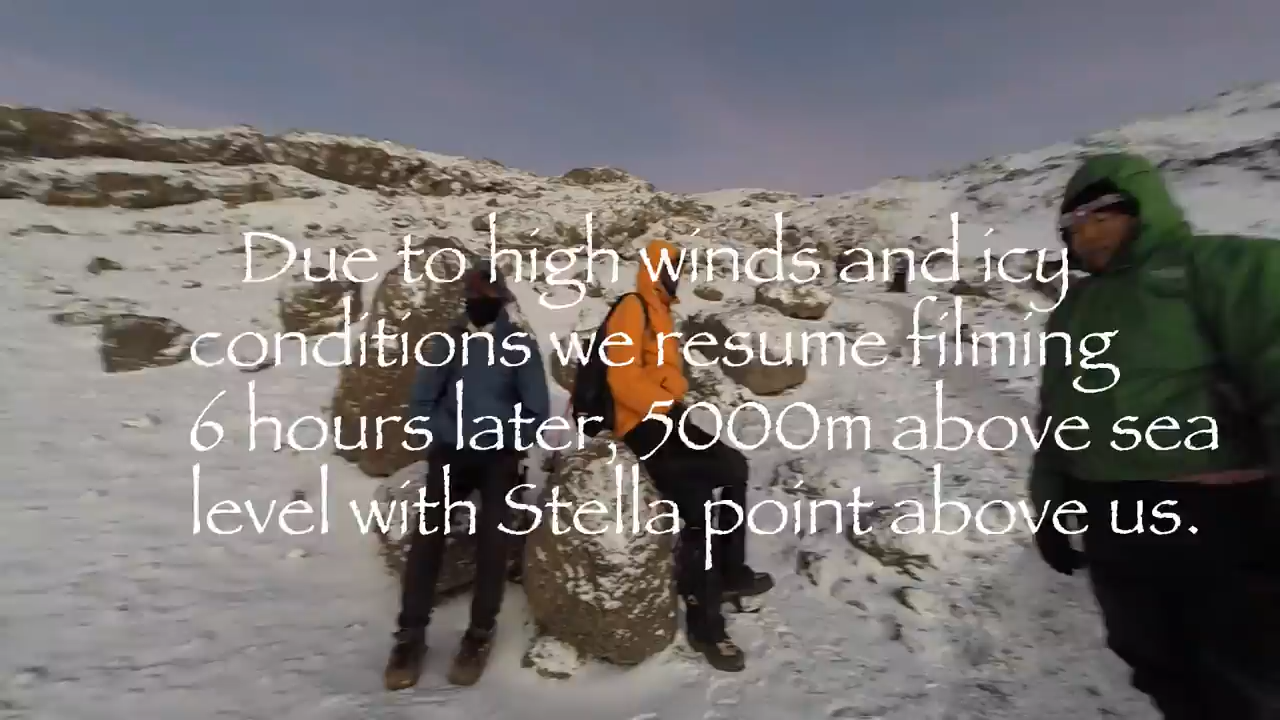 Due to high winds and icy
conditions we resume filming
6 hours later, 5000m above sea
level with Stella point above us.